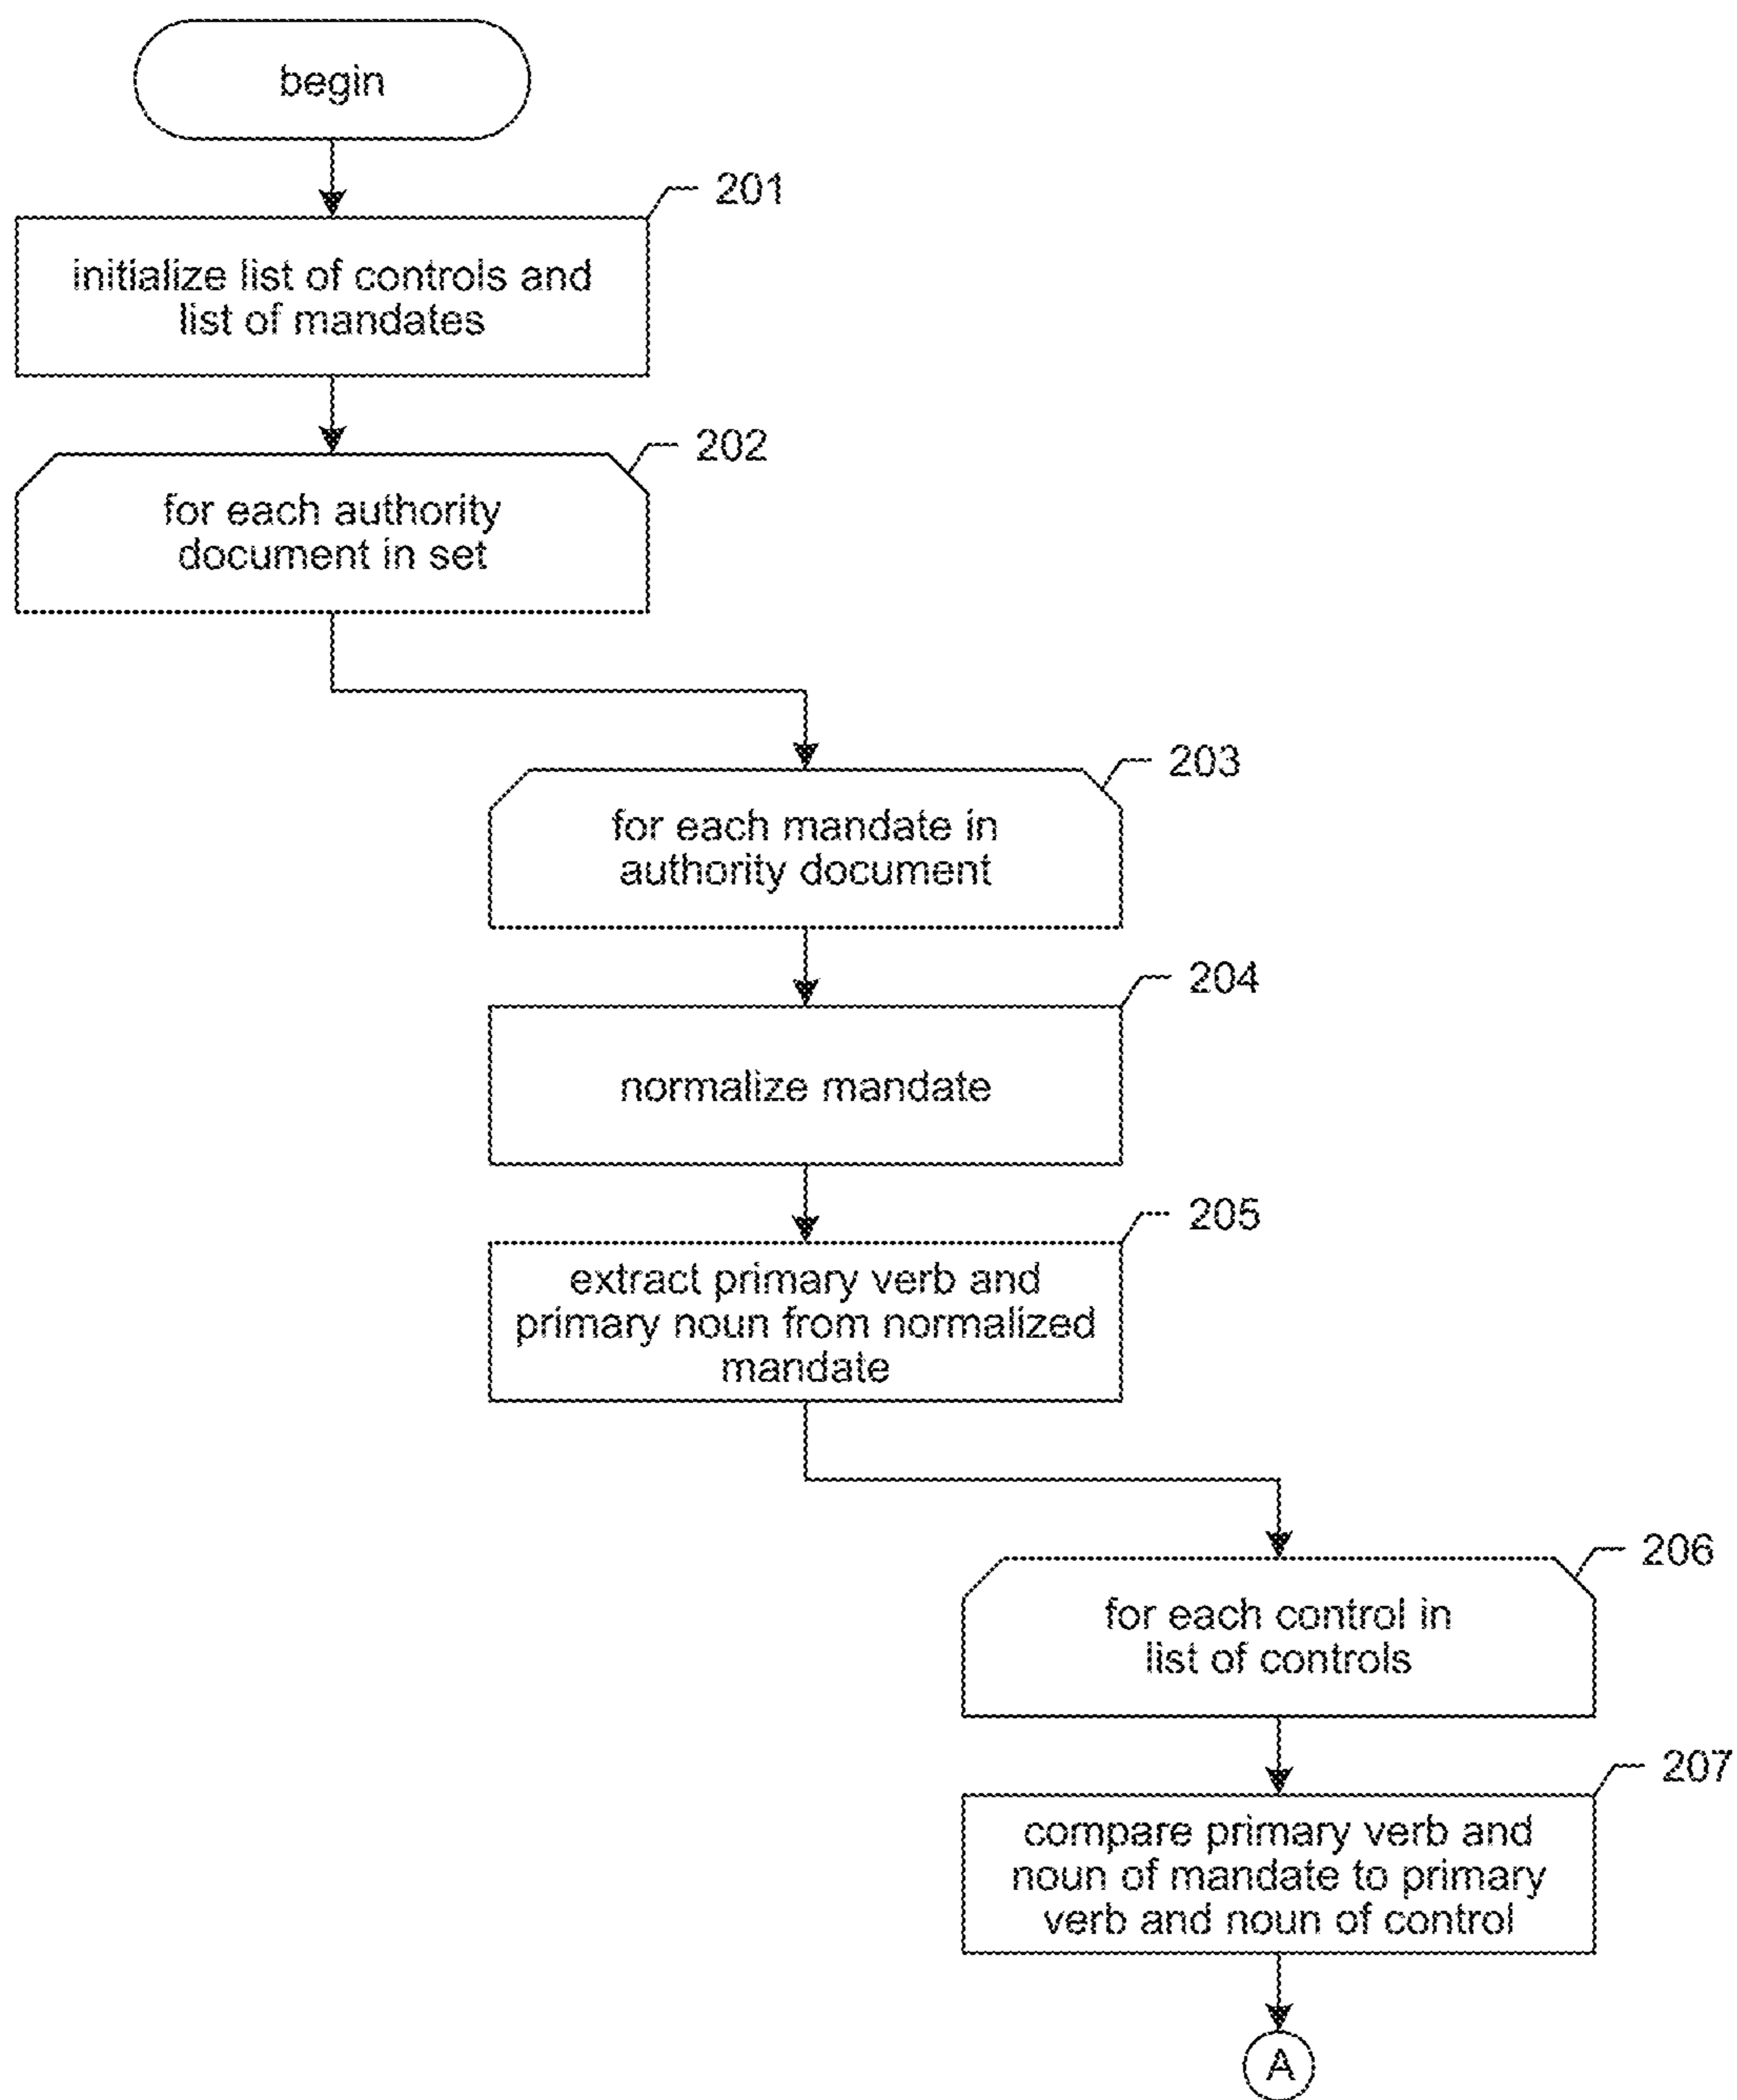 begin
201
initialize list of controls and
list of mandates
202
for each authority
document in set
203
for each mandate in
authority document
204
normalize mandate
205
extract primary verb and
primary noun from normalized
mandate
206
for each control in
list of controls
207
compare primary verb and
noun of mandate to primary
verb and noun of control
A